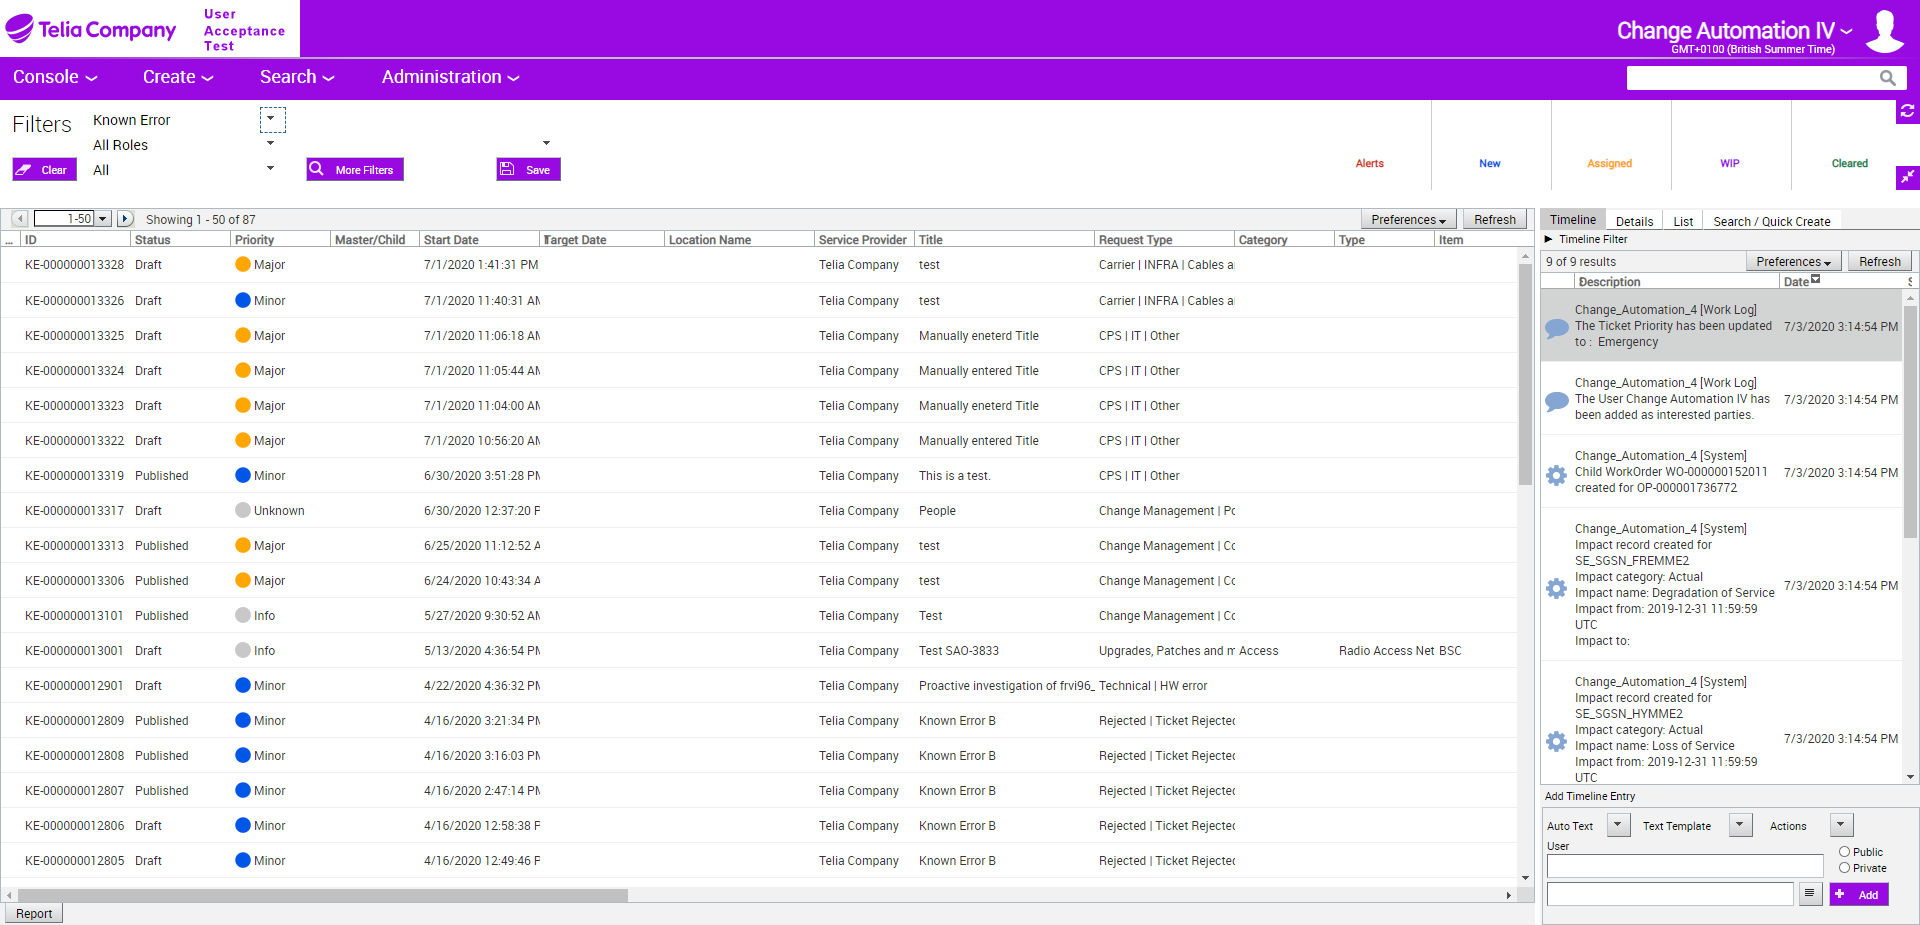 Telia Company
User
Acceptance
Test
Change Automation IV
GMT+0100 (British Summer Time)
Console Create Search Administration
Filters
Known Error
All Roles
All
Clear
More Filters
Save
Alerts New Assigned WIP Cleared
1-50 Showing 1 - 50 of 87 Preferences Refresh
... ID Status Priority Master/Child Start Date Target Date Location Name Service Provider Title Request Type Category Type Item
KE-000000013328 Draft Major 7/1/2020 1:41:31 PM Telia Company test Carrier | INFRA | Cables a
KE-000000013326 Draft Minor 7/1/2020 11:40:31 AM Telia Company test Carrier | INFRA | Cables a
KE-000000013325 Draft Major 7/1/2020 11:06:18 AM Telia Company Manually eneterd Title CPS | IT | Other
KE-000000013324 Draft Major 7/1/2020 11:05:44 AM Telia Company Manually entered Title CPS | IT | Other
KE-000000013323 Draft Major 7/1/2020 11:04:00 AM Telia Company Manually eneterd Title CPS | IT | Other
KE-000000013322 Draft Major 7/1/2020 10:56:20 AM Telia Company Manually entered Title CPS | IT | Other
KE-000000013319 Published Minor 6/30/2020 3:51:28 PM Telia Company This is a test. CPS | IT | Other
KE-000000013317 Draft Unknown 6/30/2020 12:37:20 P Telia Company People Change Management | Po
KE-000000013313 Published Major 6/25/2020 11:12:52 A Telia Company test Change Management | Co
KE-000000013306 Published Major 6/24/2020 10:43:34 A Telia Company test Change Management | Co
KE-000000013101 Published Info 5/27/2020 9:30:52 AM Telia Company Test Change Management | Co
KE-000000013001 Draft Info 5/13/2020 4:36:54 PM Telia Company Test SAO-3833 Upgrades, Patches and m Access Radio Access Net BSC
KE-000000012901 Draft Minor 4/22/2020 4:36:32 PM Telia Company Proactive investigation of frvi96_ Technical | HW error
KE-000000012809 Published Minor 4/16/2020 3:21:34 PM Telia Company Known Error B Rejected | Ticket Rejected
KE-000000012808 Published Minor 4/16/2020 3:16:03 PM Telia Company Known Error B Rejected | Ticket Rejected
KE-000000012807 Published Minor 4/16/2020 2:47:14 PM Telia Company Known Error B Rejected | Ticket Rejected
KE-000000012806 Draft Minor 4/16/2020 12:58:38 P Telia Company Known Error B Rejected | Ticket Rejected
KE-000000012805 Draft Minor 4/16/2020 12:49:46 P Telia Company Known Error B Rejected | Ticket Rejected
Report
Timeline Details List Search / Quick Create
Timeline Filter
9 of 9 results Preferences Refresh
Description Date S
Change_Automation_4 [Work Log]
The Ticket Priority has been updated
to : Emergency
7/3/2020 3:14:54 PM
Change_Automation_4 [Work Log]
The User Change Automation IV has
been added as interested parties.
7/3/2020 3:14:54 PM
Change_Automation_4 [System]
Child WorkOrder WO-000000152011
created for OP-000001736772
7/3/2020 3:14:54 PM
Change_Automation_4 [System]
Impact record created for
SE_SGSN_FREMME2
Impact category: Actual
Impact name: Degradation of Service
Impact from: 2019-12-31 11:59:59
UTC
Impact to:
7/3/2020 3:14:54 PM
Change_Automation_4 [System]
Impact record created for
SE_SGSN_HYMME2
Impact category: Actual
Impact name: Loss of Service
Impact from: 2019-12-31 11:59:59
UTC
7/3/2020 3:14:54 PM
Add Timeline Entry
Auto Text Text Template Actions
User
Public
Private
Add